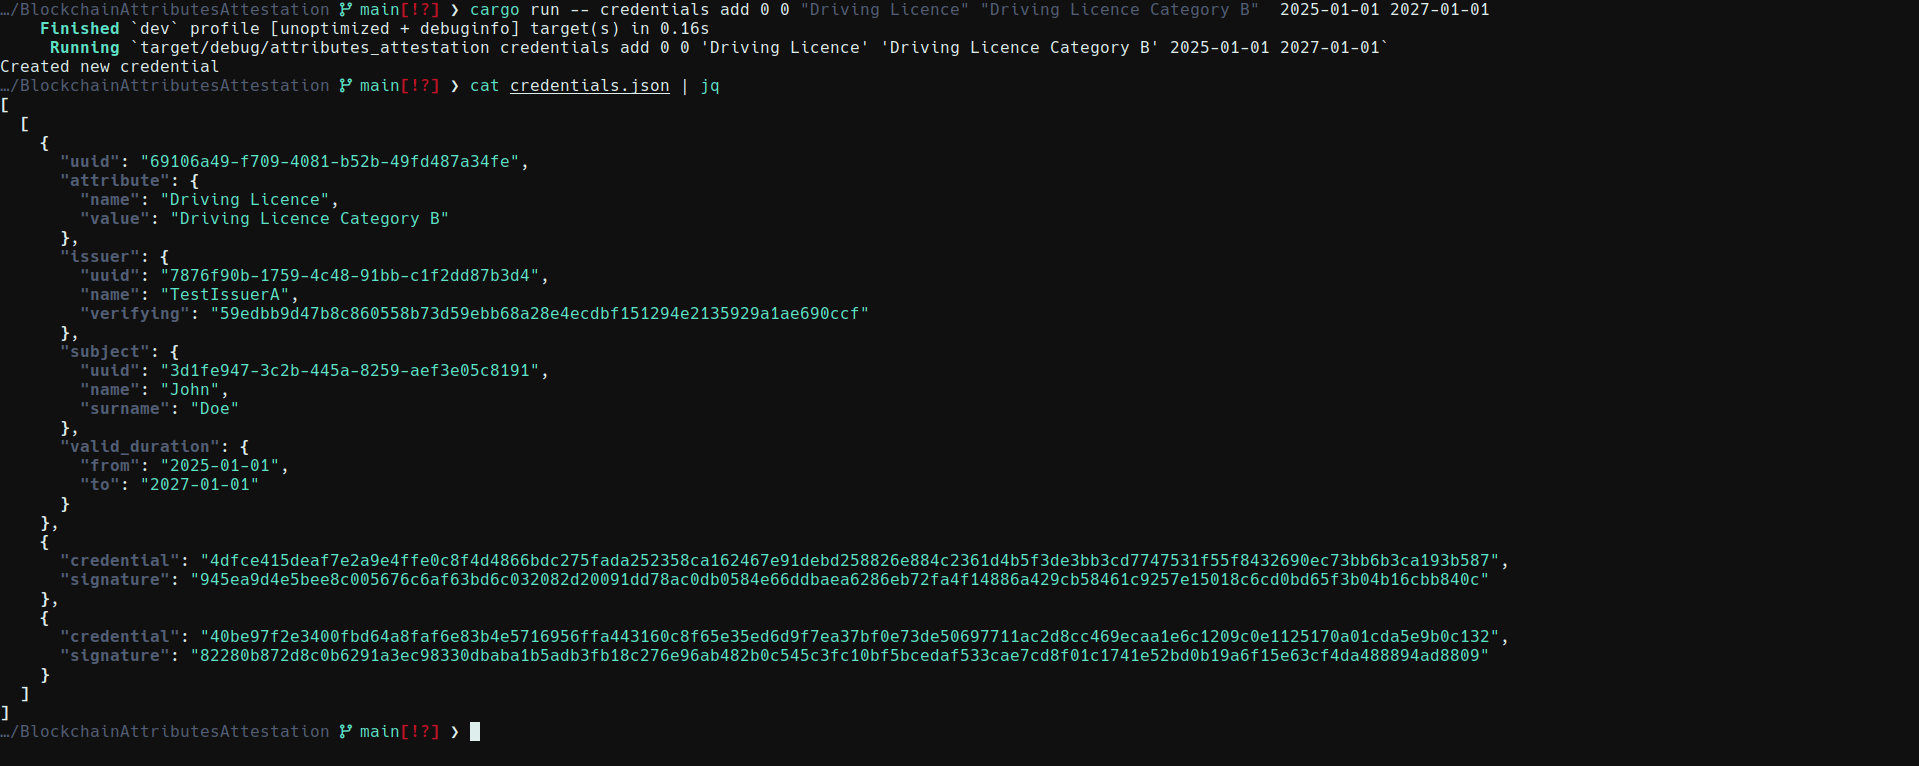 …/BlockchainAttributesAttestation main[!?] ❯ cargo run -- credentials add 0 0 "Driving Licence" "Driving Licence Category B"  2025-01-01 2027-01-01
    Finished `dev` profile [unoptimized + debuginfo] target(s) in 0.16s
     Running `target/debug/attributes_attestation credentials add 0 0 'Driving Licence' 'Driving Licence Category B' 2025-01-01 2027-01-01`
Created new credential
…/BlockchainAttributesAttestation main[!?] ❯ cat credentials.json | jq
[
  [
    {
      "uuid": "69106a49-f709-4081-b52b-49fd487a34fe",
      "attribute": {
        "name": "Driving Licence",
        "value": "Driving Licence Category B"
      },
      "issuer": {
        "uuid": "7876f90b-1759-4c48-91bb-c1f2dd87b3d4",
        "name": "TestIssuerA",
        "verifying": "59edbb9d47b8c860558b73d59ebb68a28e4ecdbf151294e2135929a1ae690ccf"
      },
      "subject": {
        "uuid": "3d1fe947-3c2b-445a-8259-aef3e05c8191",
        "name": "John",
        "surname": "Doe"
      },
      "valid_duration": {
        "from": "2025-01-01",
        "to": "2027-01-01"
      }
    },
    {
      "credential": "4dfce415deaf7e2a9e4ffe0c8f4d4866bdc275fada252358ca162467e91debd258826e884c2361d4b5f3de3bb3cd7747531f55f8432690ec73bb6b3ca193b587",
      "signature": "945ea9d4e5bee8c005676c6af63bd6c032082d20091dd78ac0db0584e66ddbaea6286eb72fa4f14886a429cb58461c9257e15018c6cd0bd65f3b04b16cbb840c"
    },
    {
      "credential": "40be97f2e3400fbd64a8faf6e83b4e5716956ffa443160c8f65e35ed6d9f7ea37bf0e73de50697711ac2d8cc469ecaa1e6c1209c0e1125170a01cda5e9b0c132",
      "signature": "82280b872d8c0b6291a3ec98330dbaba1b5adb3fb18c276e96ab482b0c545c3fc10bf5bcedaf533cae7cd8f01c1741e52bd0b19a6f15e63cf4da488894ad8809"
    }
  ]
]
…/BlockchainAttributesAttestation main[!?] ❯